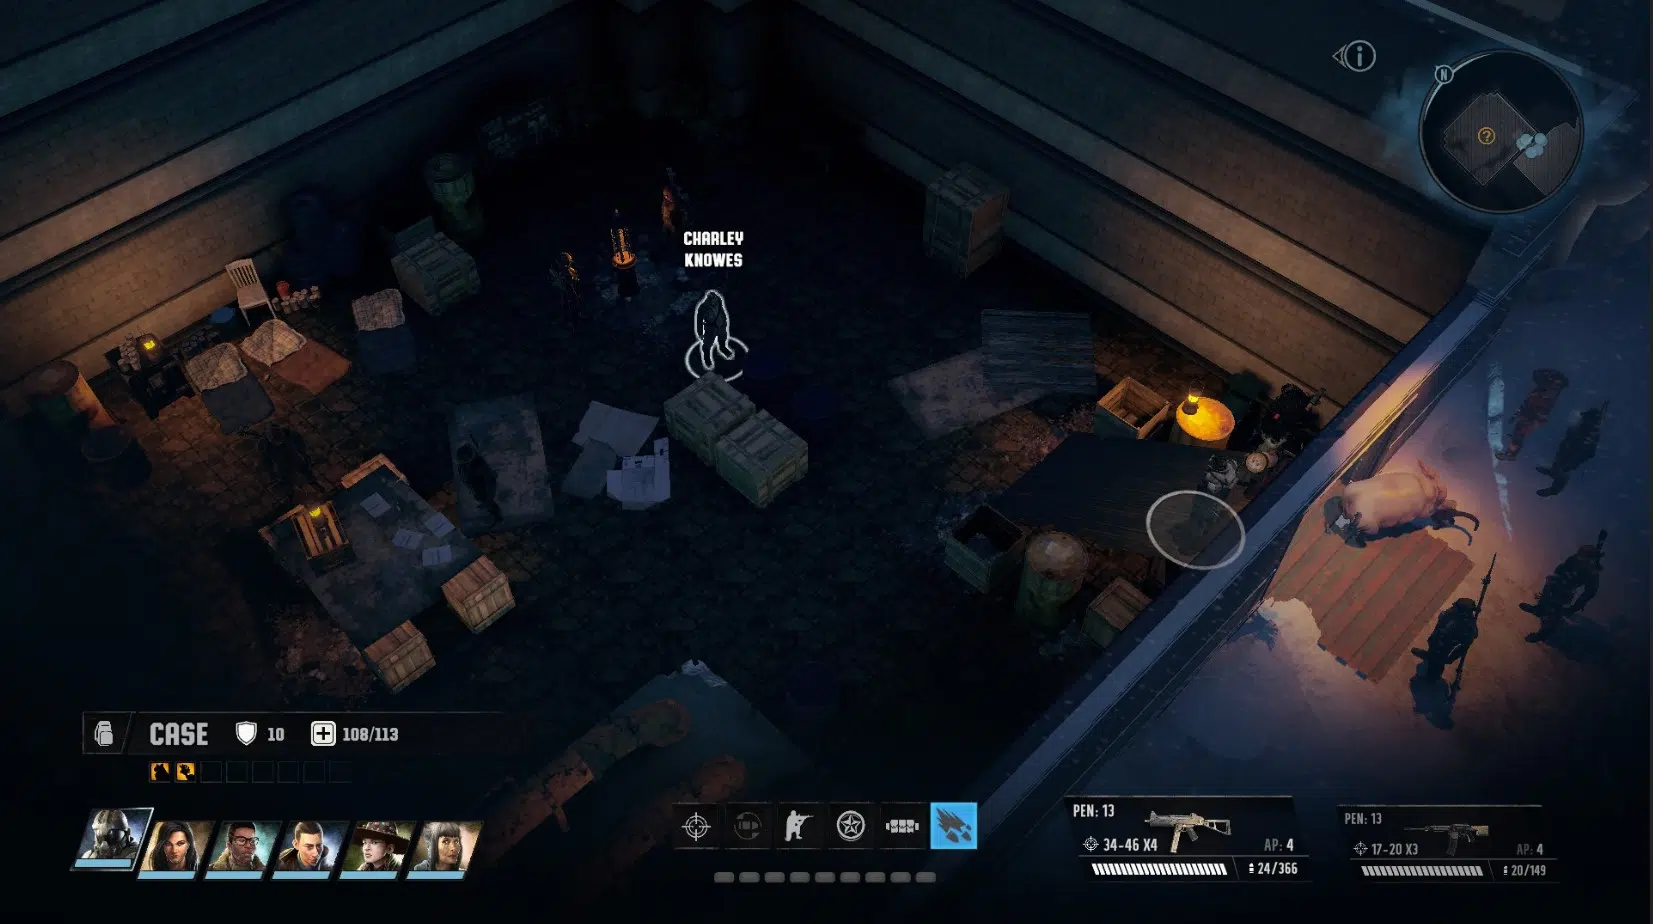 N
?
CHARLEY
KNOWES
CASE
10
108/113
PEN: 13
34-46 X4
AP: 4
24/366
PEN: 13
17-20 X3
AP: 4
20/149